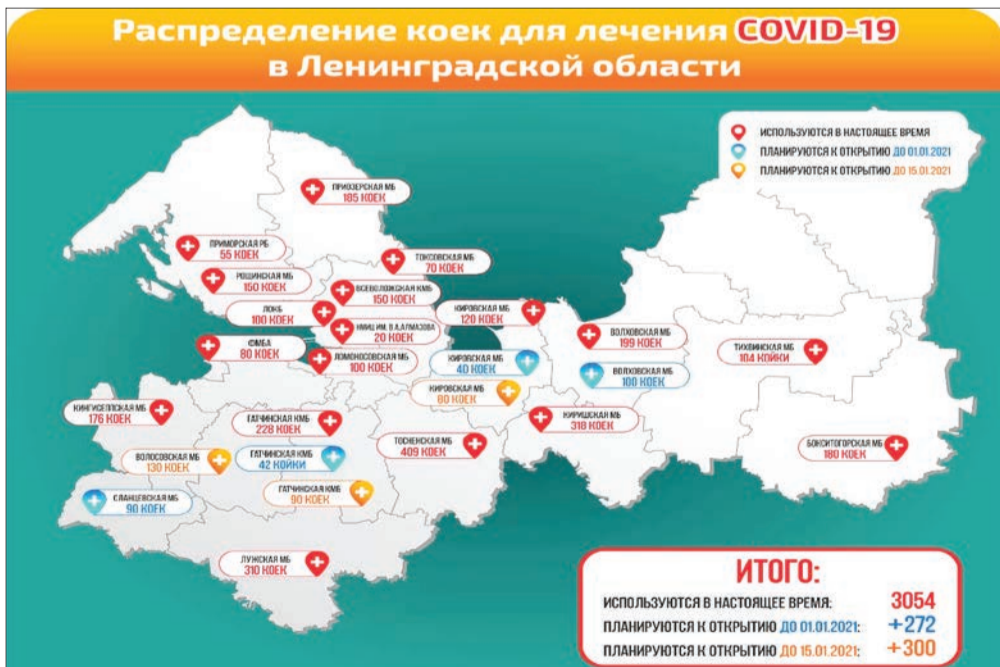 Распределение коек для лечения COVID-19
в Ленинградской области
ИСПОЛЬЗУЮТСЯ В НАСТОЯЩЕЕ ВРЕМЯ
ПЛАНИРУЮТСЯ К ОТКРЫТИЮ ДО 01.01.2021
ПЛАНИРУЮТСЯ К ОТКРЫТИЮ ДО 15.01.2021
ПРИОЗЕРСКАЯ МБ
185 КОЕК
ПРИМОРСКАЯ РБ
55 КОЕК
ТОКСОВСКАЯ МБ
70 КОЕК
РОЩИНСКАЯ МБ
150 КОЕК
ВСЕВОЛОЖСКАЯ КМБ
150 КОЕК
ЛОКБ
100 КОЕК
КИРОВСКАЯ МБ
120 КОЕК
НМИЦ ИМ. В.А.АЛМАЗОВА
20 КОЕК
ВОЛХОВСКАЯ МБ
199 КОЕК
ФМБА
80 КОЕК
ТИХВИНСКАЯ МБ
104 КОЙКИ
ЛОМОНОСОВСКАЯ МБ
100 КОЕК
КИРОВСКАЯ МБ
40 КОЕК
ВОЛХОВСКАЯ МБ
100 КОЕК
КИРОВСКАЯ МБ
80 КОЕК
КИНГИСЕППСКАЯ МБ
176 КОЕК
ГАТЧИНСКАЯ КМБ
228 КОЕК
КИРИШСКАЯ МБ
318 КОЕК
ТОСНЕНСКАЯ МБ
409 КОЕК
БОКСИТОГОРСКАЯ МБ
180 КОЕК
ВОЛОСОВСКАЯ МБ
130 КОЕК
ГАТЧИНСКАЯ КМБ
42 КОЙКИ
СЛАНЦЕВСКАЯ МБ
90 КОЕК
ГАТЧИНСКАЯ КМБ
90 КОЕК
ЛУЖСКАЯ МБ
310 КОЕК
ИТОГО:
ИСПОЛЬЗУЮТСЯ В НАСТОЯЩЕЕ ВРЕМЯ: 3054
ПЛАНИРУЮТСЯ К ОТКРЫТИЮ ДО 01.01.2021: +272
ПЛАНИРУЮТСЯ К ОТКРЫТИЮ ДО 15.01.2021: +300